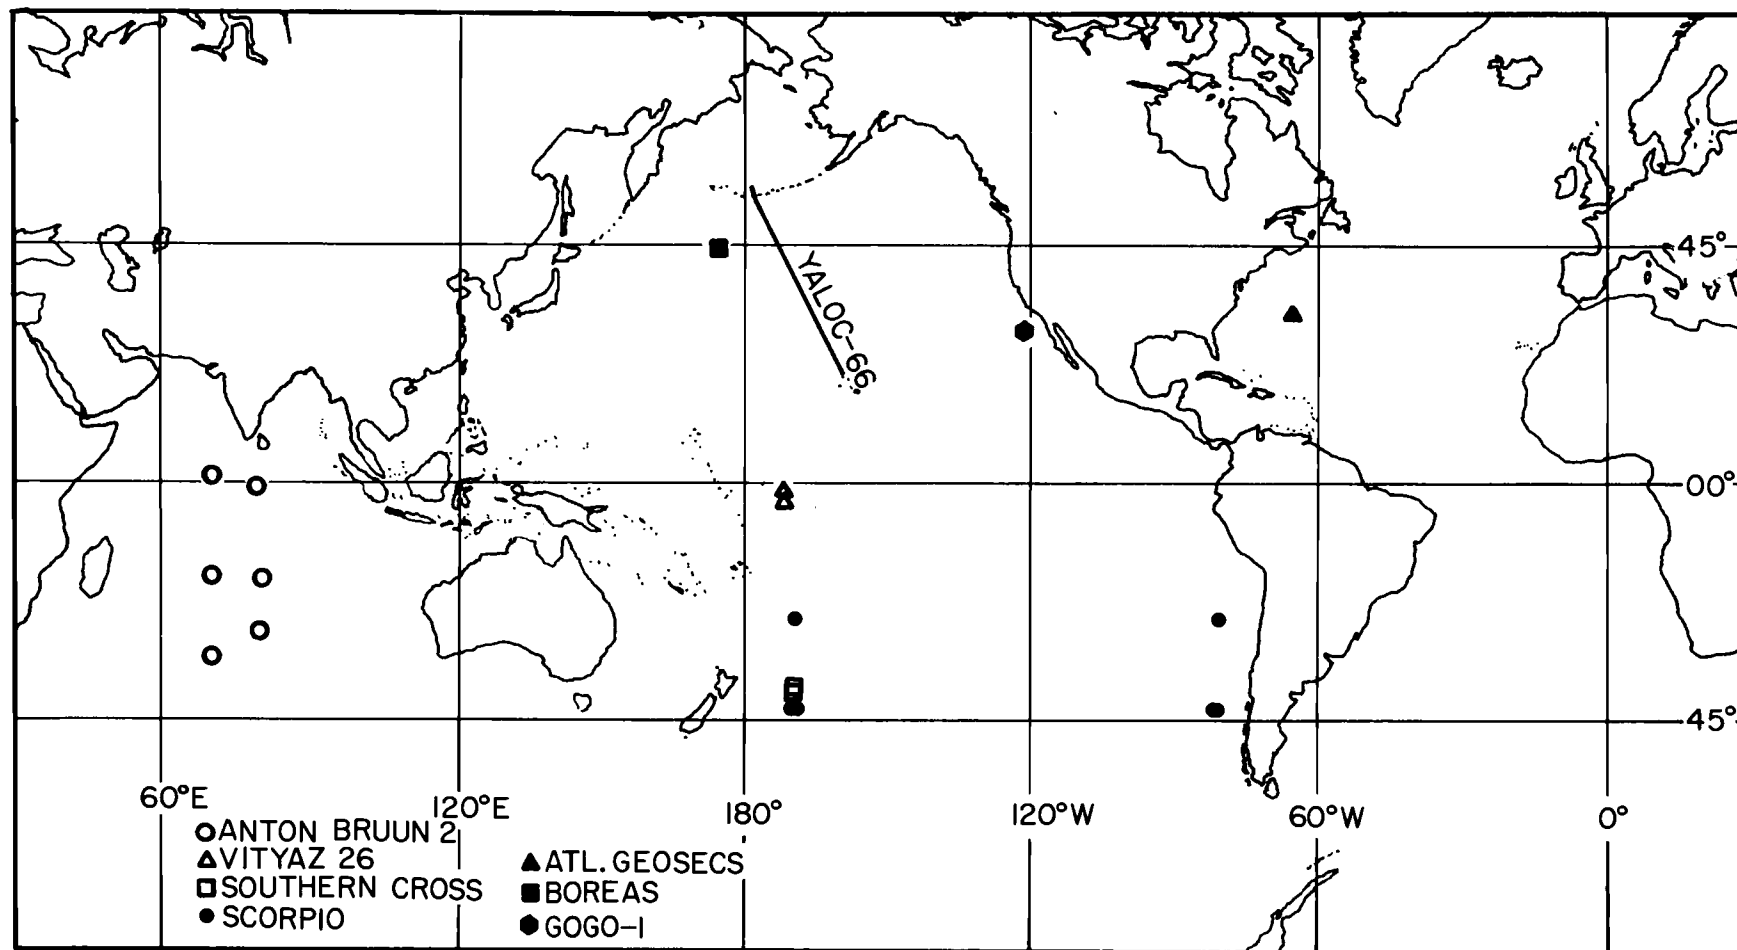 YALOC-66
45°
00°
45°
60°E
120°E
180°
120°W
60°W
0°
ANTON BRUUN 2
VITYAZ 26
SOUTHERN CROSS
SCORPIO
ATL. GEOSECS
BOREAS
GOGO-I